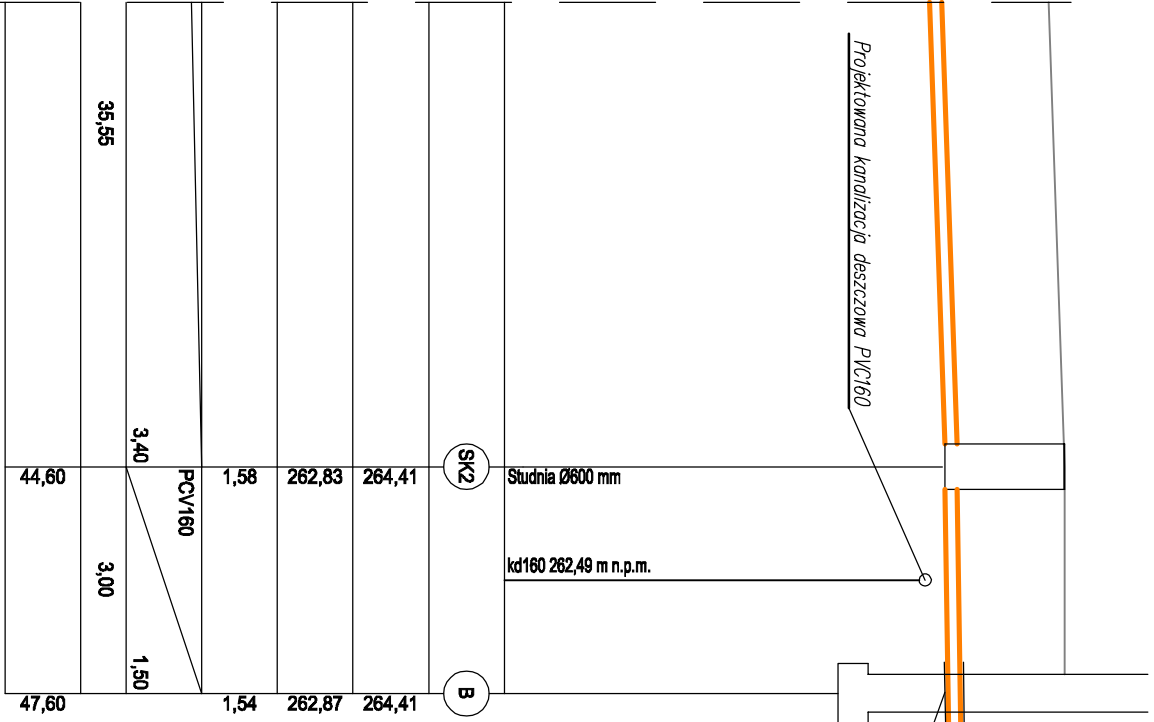 Projektowana kanalizacja deszczowa PVC160
35,55
3,40
PCV160
SK2
44,60
1,58
262,83
264,41
Studnia Ø600 mm
kd160 262,49 m n.p.m.
3,00
1,50
B
47,60
1,54
262,87
264,41